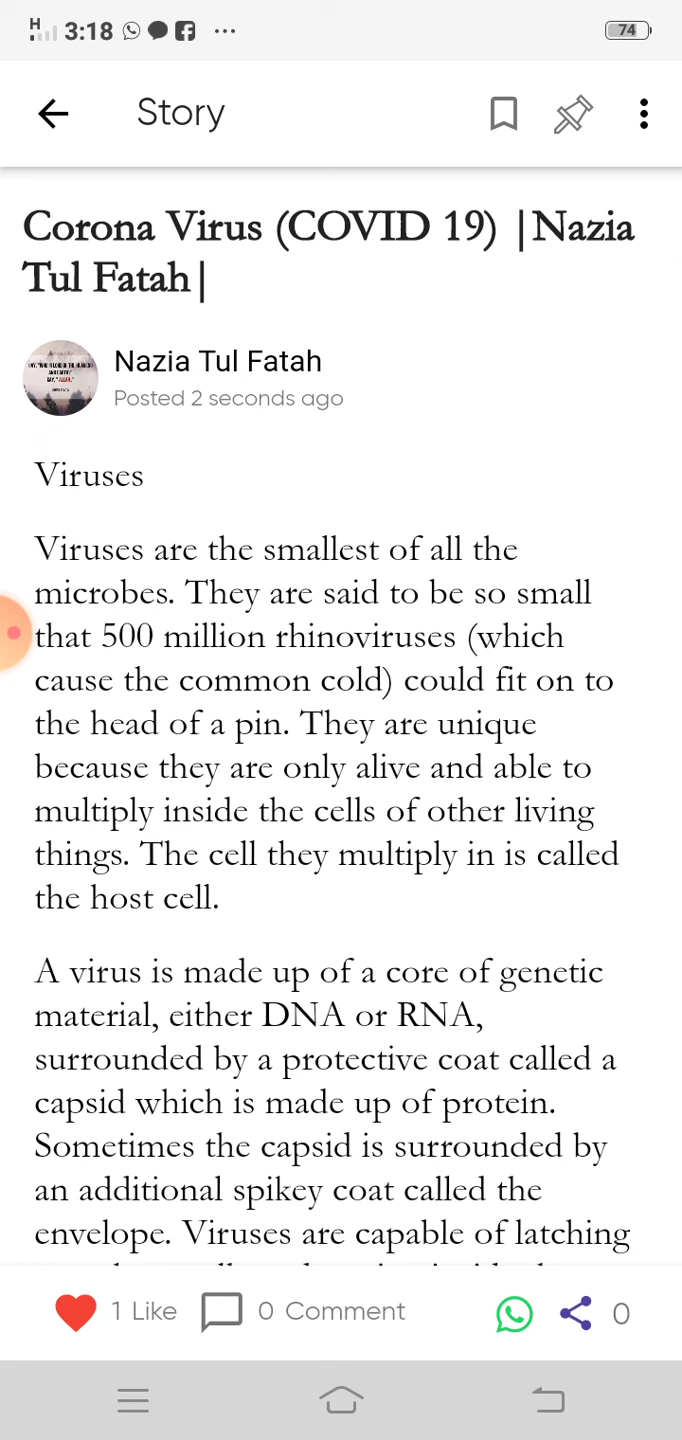 H
3:18
74
Story
Corona Virus (COVID 19) |Nazia
Tul Fatah|
Nazia Tul Fatah
Posted 2 seconds ago
Viruses
Viruses are the smallest of all the
microbes. They are said to be so small
that 500 million rhinoviruses (which
cause the common cold) could fit on to
the head of a pin. They are unique
because they are only alive and able to
multiply inside the cells of other living
things. The cell they multiply in is called
the host cell.
A virus is made up of a core of genetic
material, either DNA or RNA,
surrounded by a protective coat called a
capsid which is made up of protein.
Sometimes the capsid is surrounded by
an additional spikey coat called the
envelope. Viruses are capable of latching
1 Like
0 Comment
0